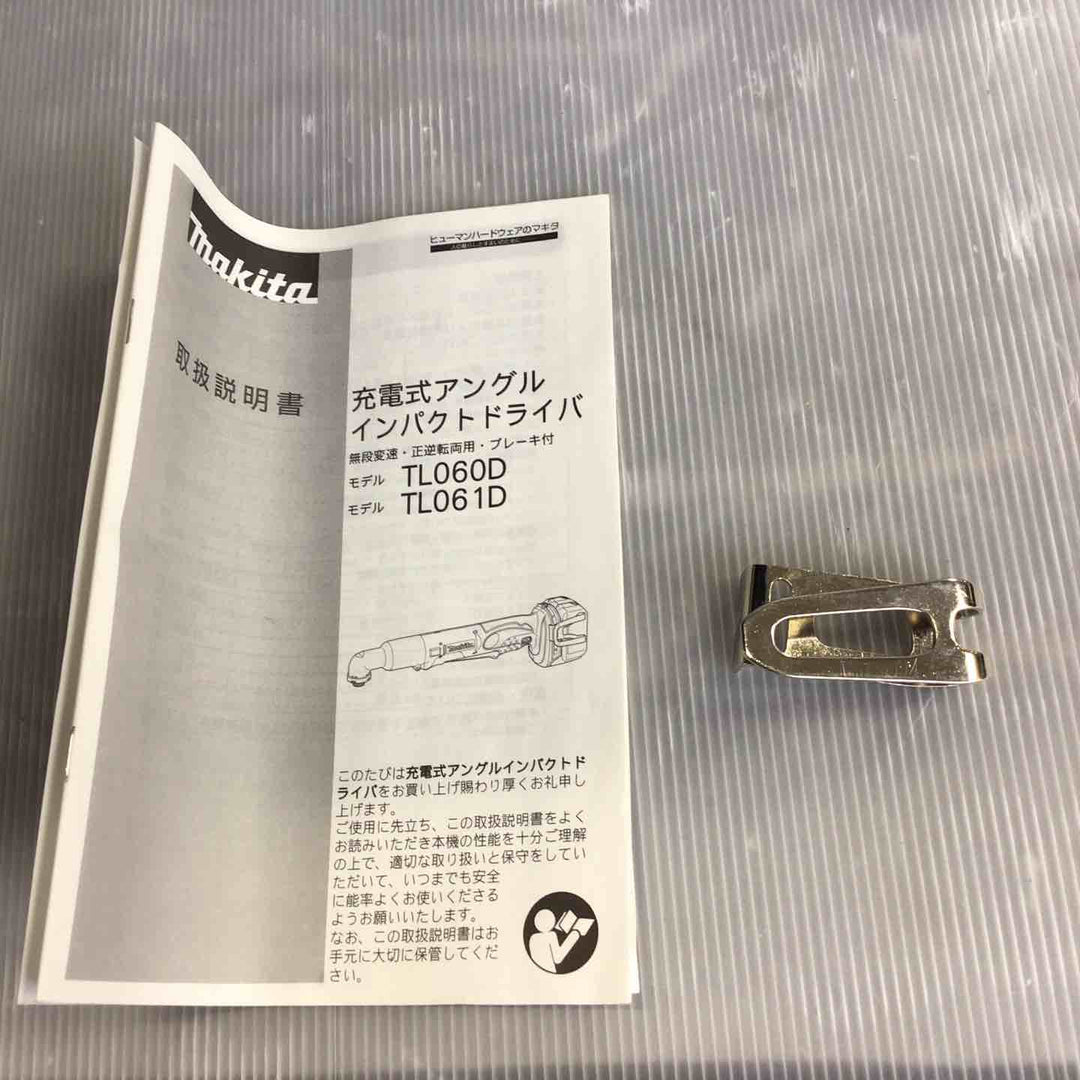 makita
ヒューマンハードウェアのマキタ
取扱説明書
充電式アングル
インパクトドライバ
無段変速・正逆転両用・ブレーキ付
モデル TL060D
モデル TL061D
makita
このたびは充電式アングルインパクトド
ライバをお買い上げ賜わり厚くお礼申し
上げます。
ご使用に先立ち、この取扱説明書をよく
お読みいただき本機の性能を十分ご理解
の上で、適切な取り扱いと保守をしてい
ただいて、いつまでも安全
に能率よくお使いくださる
ようお願いいたします。
なお、この取扱説明書はお
手元に大切に保管してくだ
さい。